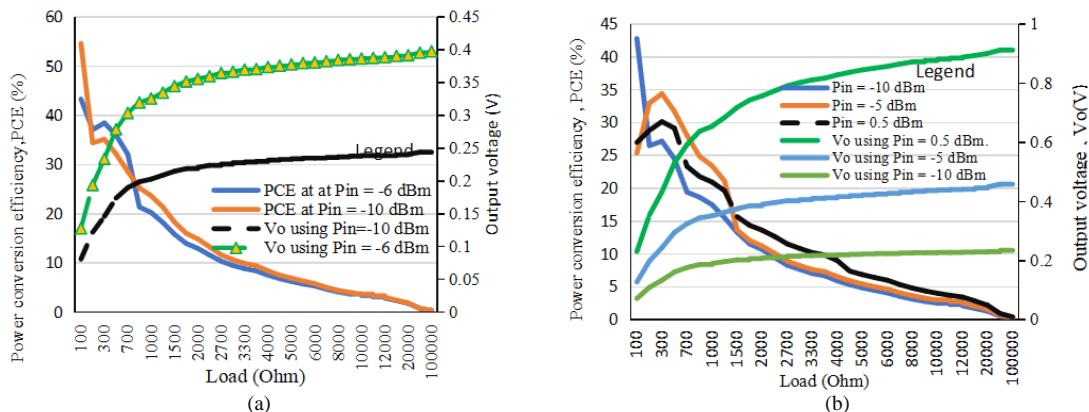 (a)
60
50
40
30
20
10
0
0.45
0.4
0.35
0.3
0.25
0.2
0.15
0.1
0.05
0
Power conversion efficiency,PCE (%)
Output voltage (V)
Legend
PCE at at Pin = -6 dBm
PCE at Pin = -10 dBm
Vo using Pin=-10 dBm
Vo using Pin= -6 dBm
100
300
700
1000
1500
2000
2700
3300
4000
5000
6000
8000
10000
12000
20000
100000
Load (Ohm)
(a)
(b)
45
40
35
30
25
20
15
10
5
0
1
0.8
0.6
0.4
0.2
0
Power conversion efficiency , PCE (%)
Output voltage , Vo(V)
Legend
Pin = -10 dBm
Pin = -5 dBm
Pin = 0.5 dBm
Vo using Pin = 0.5 dBm.
Vo using Pin = -5 dBm
Vo using Pin = -10 dBm
100
300
700
1000
1500
2000
2700
3300
4000
5000
6000
8000
10000
12000
20000
100000
Load (Ohm)
(b)